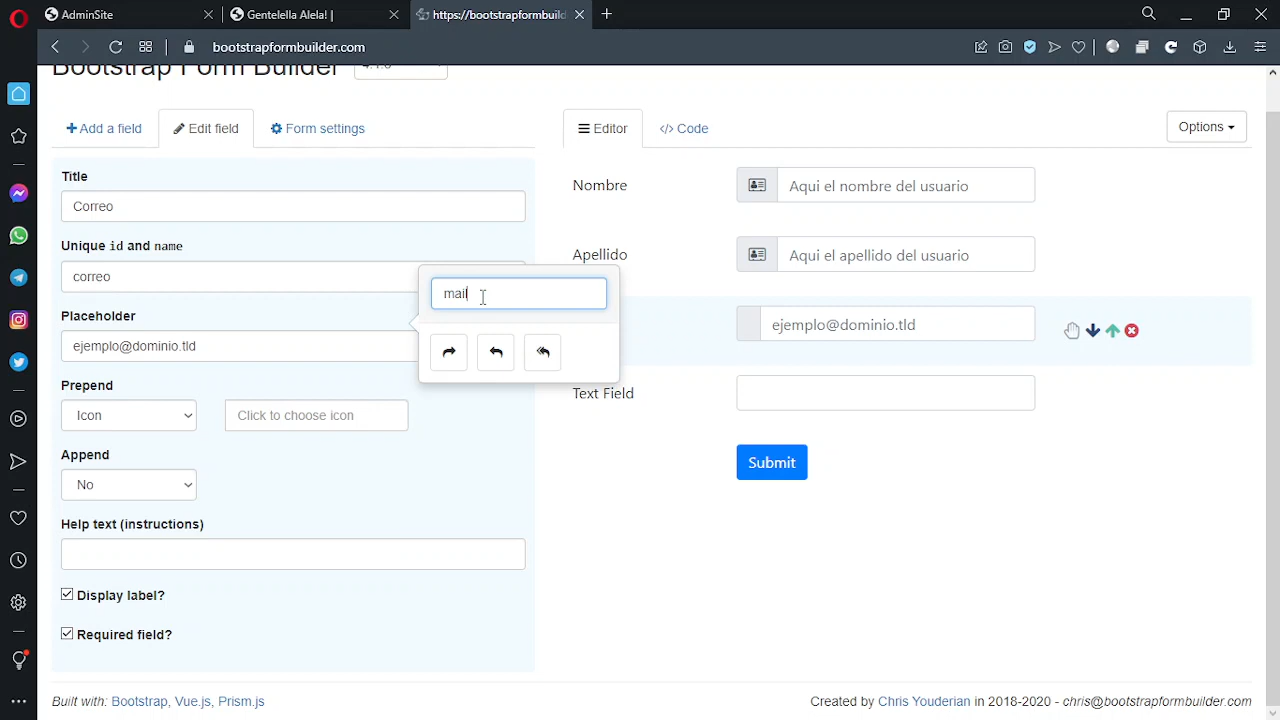 AdminSite
Gentelella Alela! |
https://bootstrapformbuild
bootstrapformbuilder.com
Bootstrap Form Builder
Add a field
Edit field
Form settings
Editor
</> Code
Options
Title
Correo
Unique id and name
correo
Placeholder
ejemplo@dominio.tld
Prepend
Icon
Click to choose icon
Append
No
Help text (instructions)
Display label?
Required field?
mail
Nombre
Aqui el nombre del usuario
Apellido
Aqui el apellido del usuario
ejemplo@dominio.tld
Text Field
Submit
Built with: Bootstrap, Vue.js, Prism.js
Created by Chris Youderian in 2018-2020 - chris@bootstrapformbuilder.com